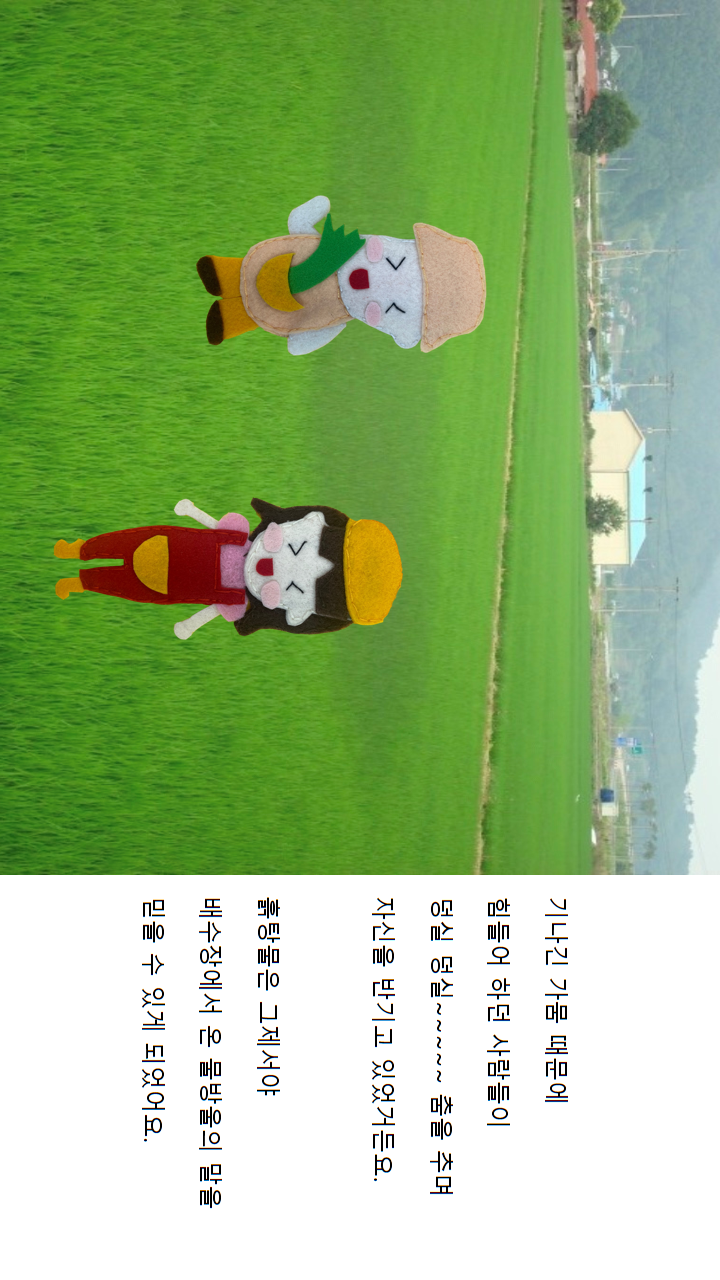 기나긴 가뭄 때문에
힘들어 하던 사람들이
덩실 덩실~~~~~ 춤을 추며
자신을 반기고 있었거든요.
흙탕물은 그제서야
배수장에서 온 물방울의 말을
믿을 수 있게 되었어요.